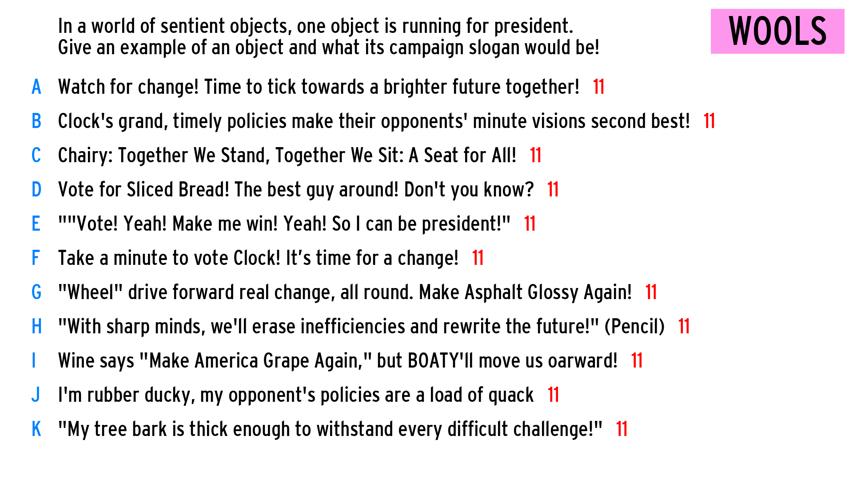 In a world of sentient objects, one object is running for president.
Give an example of an object and what its campaign slogan would be!
WOOLS
A Watch for change! Time to tick towards a brighter future together! 11
B Clock's grand, timely policies make their opponents' minute visions second best! 11
C Chairy: Together We Stand, Together We Sit: A Seat for All! 11
D Vote for Sliced Bread! The best guy around! Don't you know? 11
E ""Vote! Yeah! Make me win! Yeah! So I can be president!" 11
F Take a minute to vote Clock! It’s time for a change! 11
G "Wheel" drive forward real change, all round. Make Asphalt Glossy Again! 11
H "With sharp minds, we'll erase inefficiencies and rewrite the future!" (Pencil) 11
I Wine says "Make America Grape Again," but BOATY'll move us oarward! 11
J I'm rubber ducky, my opponent's policies are a load of quack 11
K "My tree bark is thick enough to withstand every difficult challenge!" 11